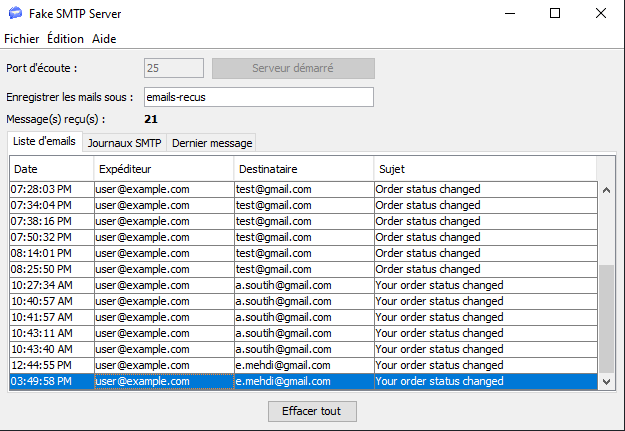 Fake SMTP Server
Fichier Édition Aide
Port d'écoute : 25 Serveur démarré
Enregistrer les mails sous : emails-recus
Message(s) reçu(s) : 21
Liste d'emails Journaux SMTP Dernier message
Date Expéditeur Destinataire Sujet
07:28:03 PM user@example.com test@gmail.com Order status changed
07:34:04 PM user@example.com test@gmail.com Order status changed
07:38:16 PM user@example.com test@gmail.com Order status changed
07:50:32 PM user@example.com test@gmail.com Order status changed
08:14:01 PM user@example.com test@gmail.com Order status changed
08:25:50 PM user@example.com test@gmail.com Order status changed
10:27:34 AM user@example.com a.soutih@gmail.com Your order status changed
10:40:57 AM user@example.com a.soutih@gmail.com Your order status changed
10:41:57 AM user@example.com a.soutih@gmail.com Your order status changed
10:43:11 AM user@example.com a.soutih@gmail.com Your order status changed
10:43:40 AM user@example.com a.soutih@gmail.com Your order status changed
12:44:55 PM user@example.com e.mehdi@gmail.com Your order status changed
03:49:58 PM user@example.com e.mehdi@gmail.com Your order status changed
Effacer tout